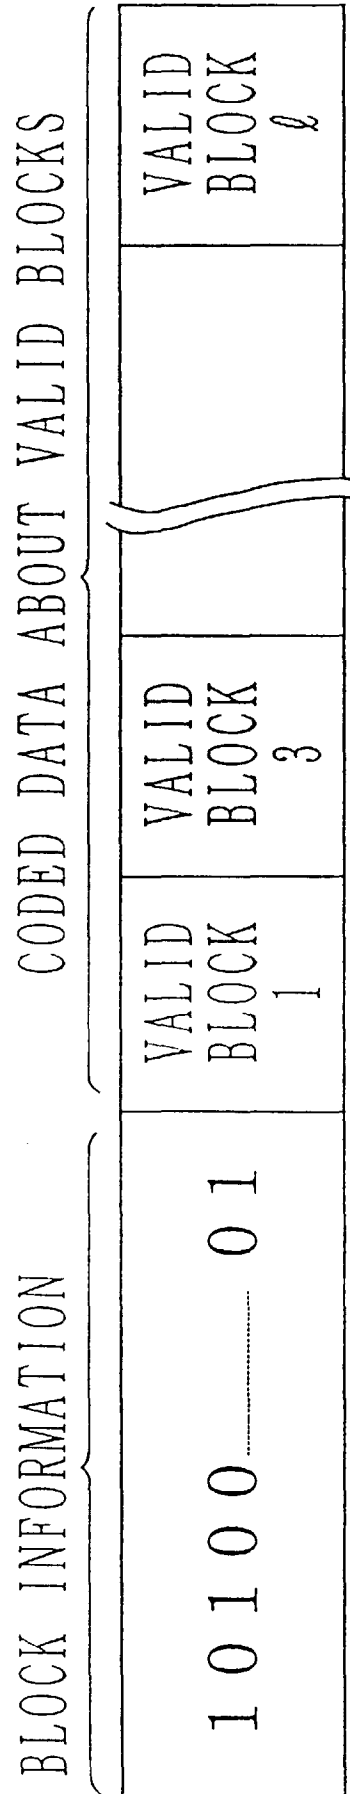 BLOCK INFORMATION
CODED DATA ABOUT VALID BLOCKS
10100 01
VALID
BLOCK
1
VALID
BLOCK
3
VALID
BLOCK
ℓ